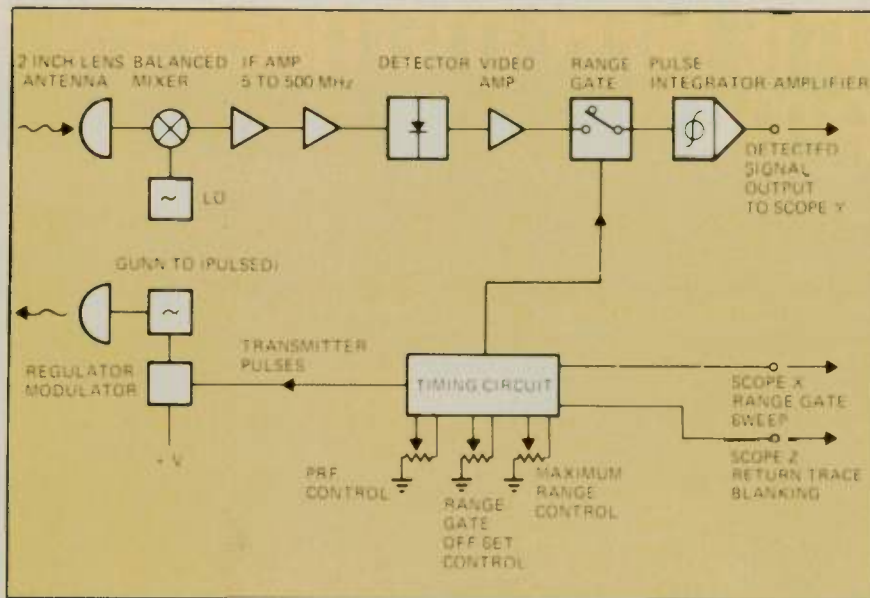 2 INCH LENS
ANTENNA
BALANCED
MIXER
IF AMP
5 TO 500 MHz
DETECTOR
VIDEO
AMP
RANGE
GATE
PULSE
INTEGRATOR-AMPLIFIER
~
LO
DETECTED
SIGNAL
OUTPUT
TO SCOPE Y
GUNN TO (PULSED)
~
REGULATOR
MODULATOR
TRANSMITTER
PULSES
TIMING CIRCUIT
SCOPE X
RANGE GATE
SWEEP
+ V
SCOPE Z
RETURN TRACE
BLANKING
PRF
CONTROL
RANGE
GATE
OFF SET
CONTROL
MAXIMUM
RANGE
CONTROL